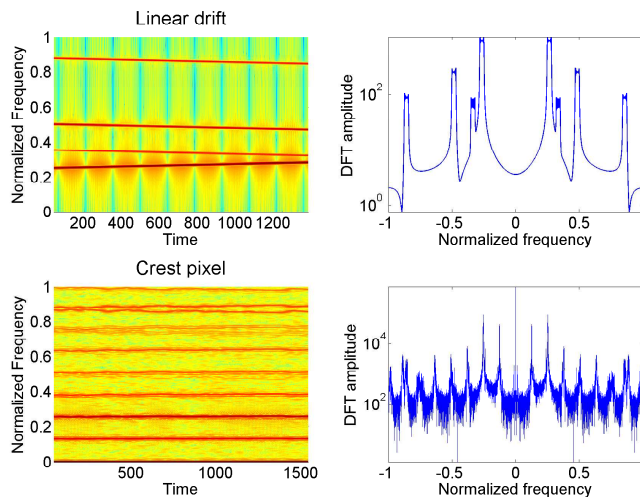 Linear drift
1
0.8
0.6
0.4
0.2
0
Normalized Frequency
200 400 600 800 1000 1200
Time
10^2
10^0
DFT amplitude
-1 -0.5 0 0.5
Normalized frequency
Crest pixel
1
0.8
0.6
0.4
0.2
0
Normalized Frequency
500 1000 1500
Time
10^4
10^2
DFT amplitude
-1 -0.5 0 0.5
Normalized frequency